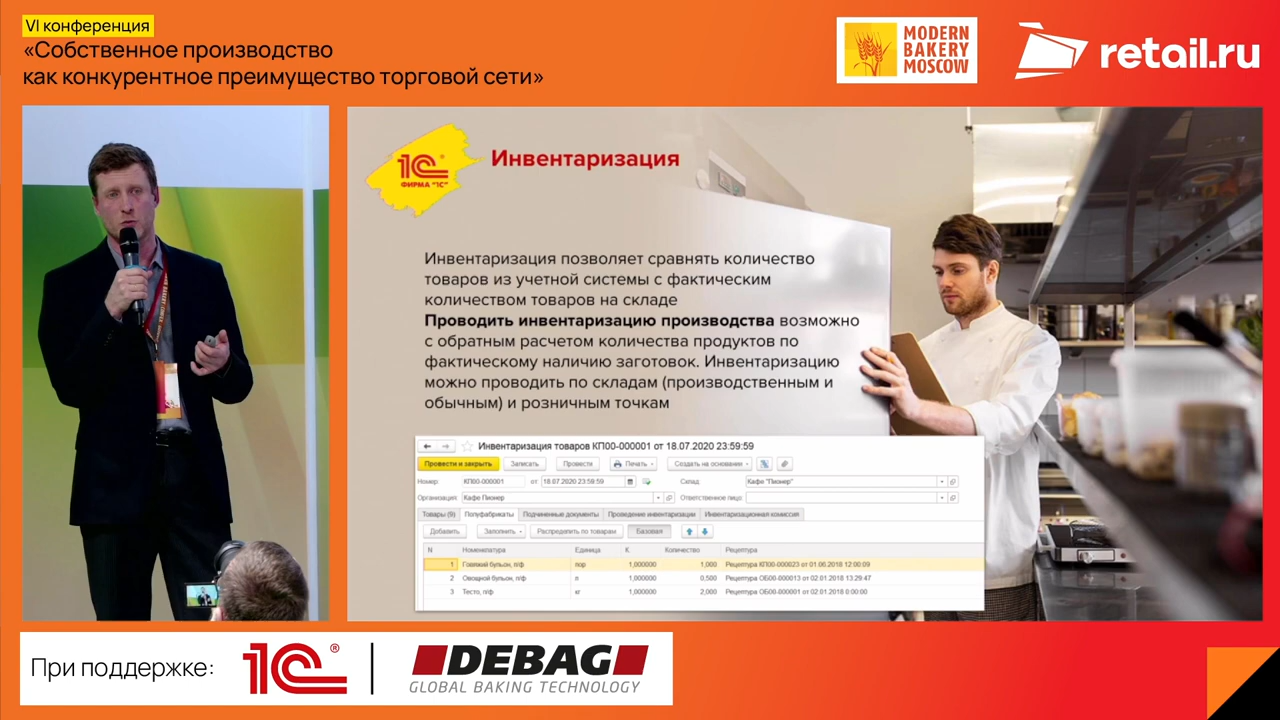 VI конференция
«Собственное производство
как конкурентное преимущество торговой сети»
MODERN
BAKERY
MOSCOW
retail.ru
1С
ФИРМА "1С"
Инвентаризация
Инвентаризация позволяет сравнять количество
товаров из учетной системы с фактическим
количеством товаров на складе
Проводить инвентаризацию производства возможно
с обратным расчетом количества продуктов по
фактическому наличию заготовок. Инвентаризацию
можно проводить по складам (производственным и
обычным) и розничным точкам
Инвентаризация товаров КП00-000001 от 18.07.2020 23:59:59
Провести и закрыть Записать Провести Печать Создать на основании
Номер: КП00-000001 от: 18.07.2020 23:59:59 Склад: Кафе "Пионер"
Организация: Кафе Пионер Ответственное лицо:
Товары (9) Полуфабрикаты Подчиненные документы Проведение инвентаризации Инвентаризационная комиссия
Добавить Заполнить Распределить по товарам Базовая
N Номенклатура Единица К Количество Рецептура
1 Говяжий бульон, п/ф пор 1,000000 1,000 Рецептура КП00-000023 от 01.06.2018 12:00:09
2 Овощной бульон, п/ф л 1,000000 0,500 Рецептура ОБ00-000013 от 02.01.2018 13:29:47
3 Тесто, п/ф кг 1,000000 2,000 Рецептура ОБ00-000001 от 02.01.2018 0:00:00
При поддержке:
1С®
DEBAG
GLOBAL BAKING TECHNOLOGY